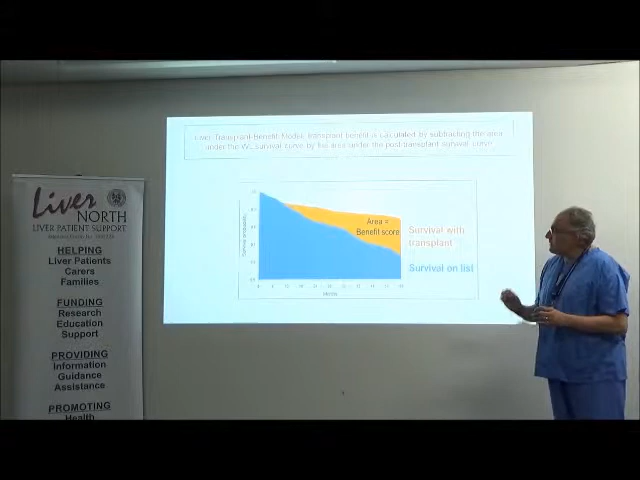 Liver Transplant Benefit Model, transplant benefit is calculated by subtracting the area
under the WL survival curve by the area under the post-transplant survival curve
Area =
Benefit score
Survival with
transplant
Survival on list
Liver
NORTH
LIVER PATIENT SUPPORT
HELPING
Liver Patients
Carers
Families
FUNDING
Research
Education
Support
PROVIDING
Information
Guidance
Assistance
PROMOTING
Health